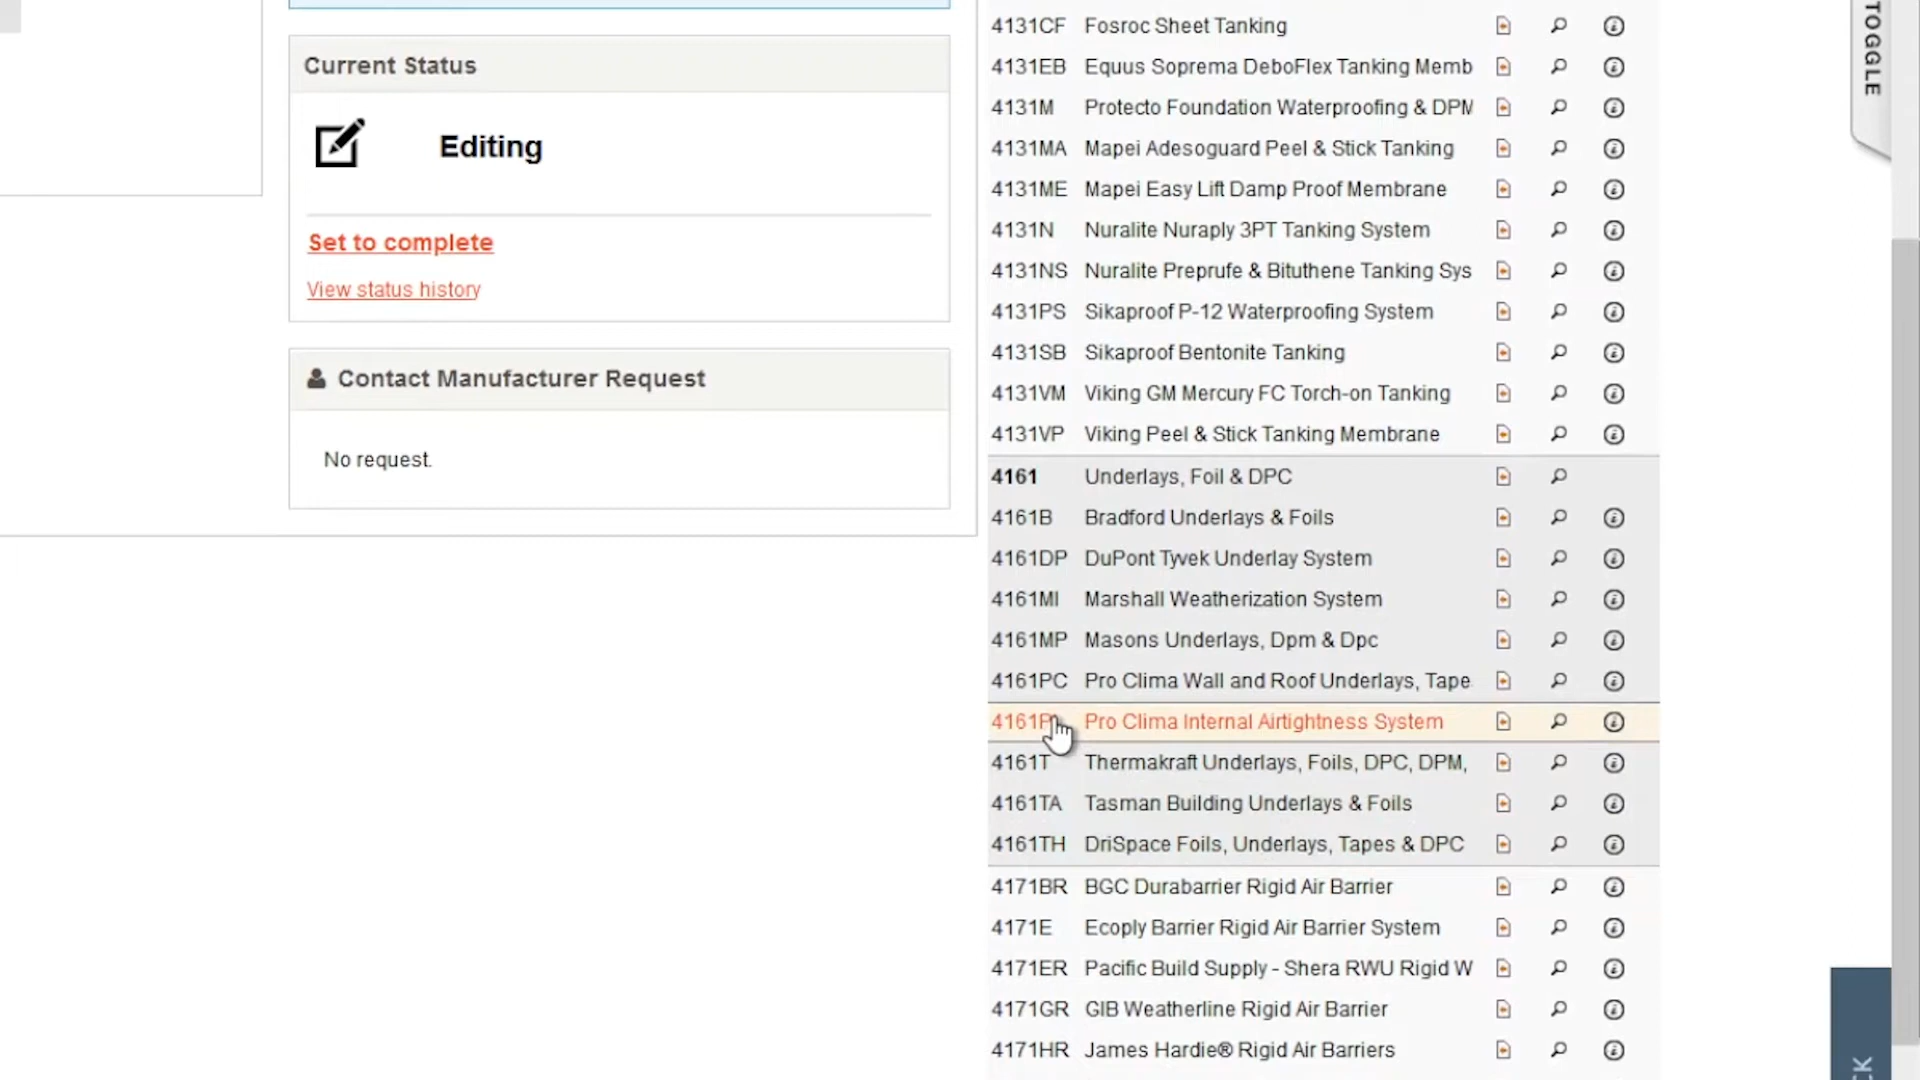 Current Status
Editing
Set to complete
View status history
Contact Manufacturer Request
No request.
4131CF Fosroc Sheet Tanking
4131EB Equus Soprema DeboFlex Tanking Memb
4131M Protecto Foundation Waterproofing & DPM
4131MA Mapei Adesoguard Peel & Stick Tanking
4131ME Mapei Easy Lift Damp Proof Membrane
4131N Nuralite Nuraply 3PT Tanking System
4131NS Nuralite Preprufe & Bituthene Tanking Sys
4131PS Sikaproof P-12 Waterproofing System
4131SB Sikaproof Bentonite Tanking
4131VM Viking GM Mercury FC Torch-on Tanking
4131VP Viking Peel & Stick Tanking Membrane
4161 Underlays, Foil & DPC
4161B Bradford Underlays & Foils
4161DP DuPont Tyvek Underlay System
4161MI Marshall Weatherization System
4161MP Masons Underlays, Dpm & Dpc
4161PC Pro Clima Wall and Roof Underlays, Tape
Pro Clima Internal Airtightness System
4161T Thermakraft Underlays, Foils, DPC, DPM,
4161TA Tasman Building Underlays & Foils
4161TH DriSpace Foils, Underlays, Tapes & DPC
4171BR BGC Durabarrier Rigid Air Barrier
4171E Ecoply Barrier Rigid Air Barrier System
4171ER Pacific Build Supply - Shera RWU Rigid W
4171GR GIB Weatherline Rigid Air Barrier
4171HR James Hardie® Rigid Air Barriers
TOGGLE